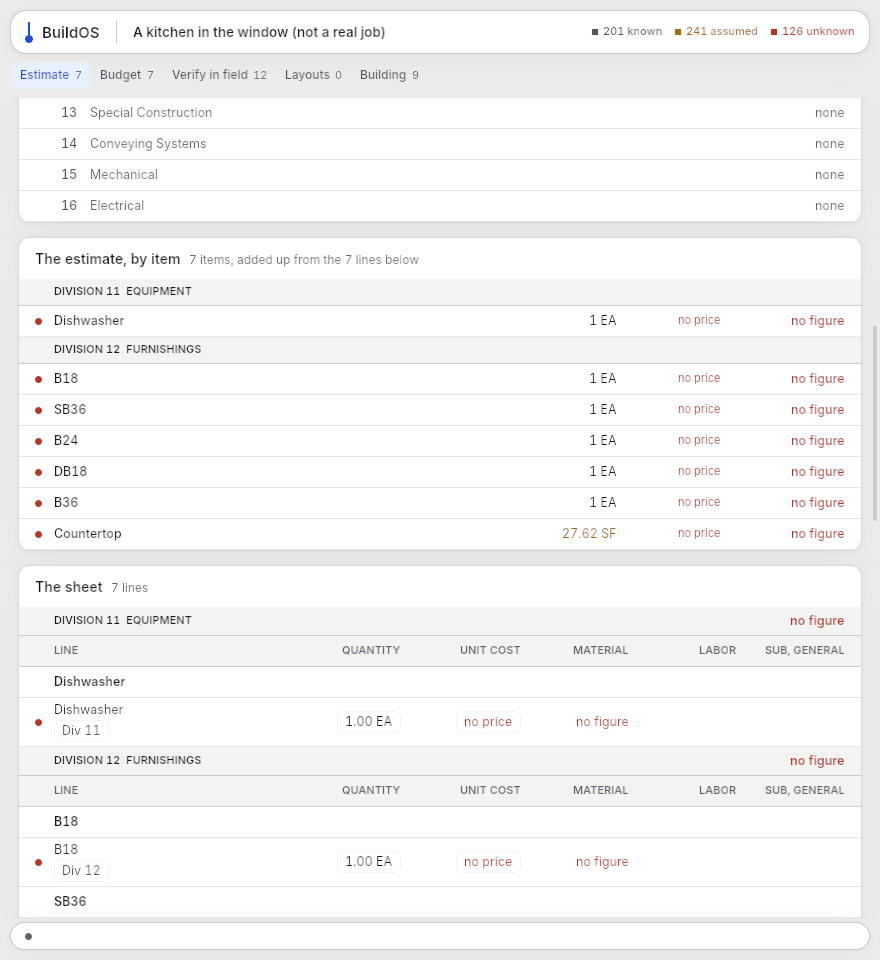 BuildOS
A kitchen in the window (not a real job)
201 known 241 assumed 126 unknown
Estimate 7 Budget 7 Verify in field 12 Layouts 0 Building 9
13 Special Construction none
14 Conveying Systems none
15 Mechanical none
16 Electrical none
The estimate, by item 7 items, added up from the 7 lines below
DIVISION 11 EQUIPMENT
Dishwasher 1 EA no price no figure
DIVISION 12 FURNISHINGS
B18 1 EA no price no figure
SB36 1 EA no price no figure
B24 1 EA no price no figure
DB18 1 EA no price no figure
B36 1 EA no price no figure
Countertop 27.62 SF no price no figure
The sheet 7 lines
DIVISION 11 EQUIPMENT no figure
LINE QUANTITY UNIT COST MATERIAL LABOR SUB, GENERAL
Dishwasher
Dishwasher
Div 11 1.00 EA no price no figure
DIVISION 12 FURNISHINGS no figure
LINE QUANTITY UNIT COST MATERIAL LABOR SUB, GENERAL
B18
B18
Div 12 1.00 EA no price no figure
SB36